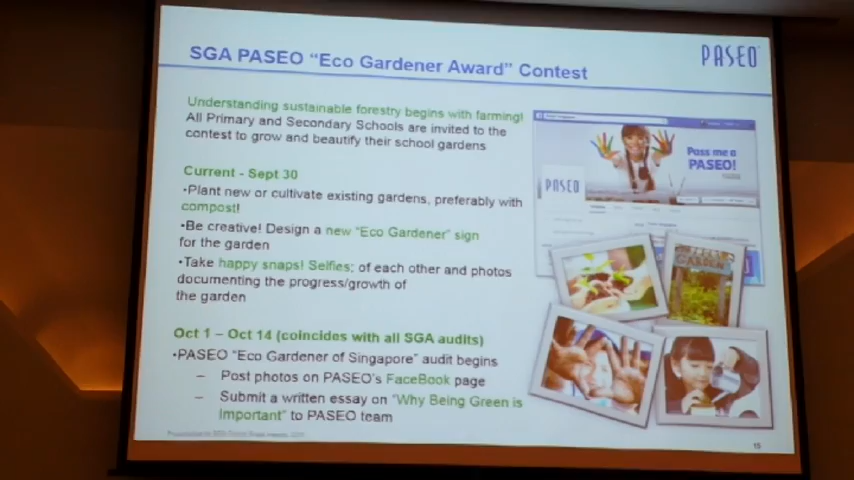 SGA PASEO “Eco Gardener Award” Contest
PASEO
Understanding sustainable forestry begins with farming!
All Primary and Secondary Schools are invited to the
contest to grow and beautify their school gardens
Current - Sept 30
•Plant new or cultivate existing gardens, preferably with
compost!
•Be creative! Design a new “Eco Gardener” sign
for the garden
•Take happy snaps! Selfies; of each other and photos
documenting the progress/growth of
the garden
Oct 1 – Oct 14 (coincides with all SGA audits)
•PASEO “Eco Gardener of Singapore” audit begins
– Post photos on PASEO's FaceBook page
– Submit a written essay on “Why Being Green is
Important” to PASEO team
Pass me a
PASEO!
PASEO
GARDEN
15